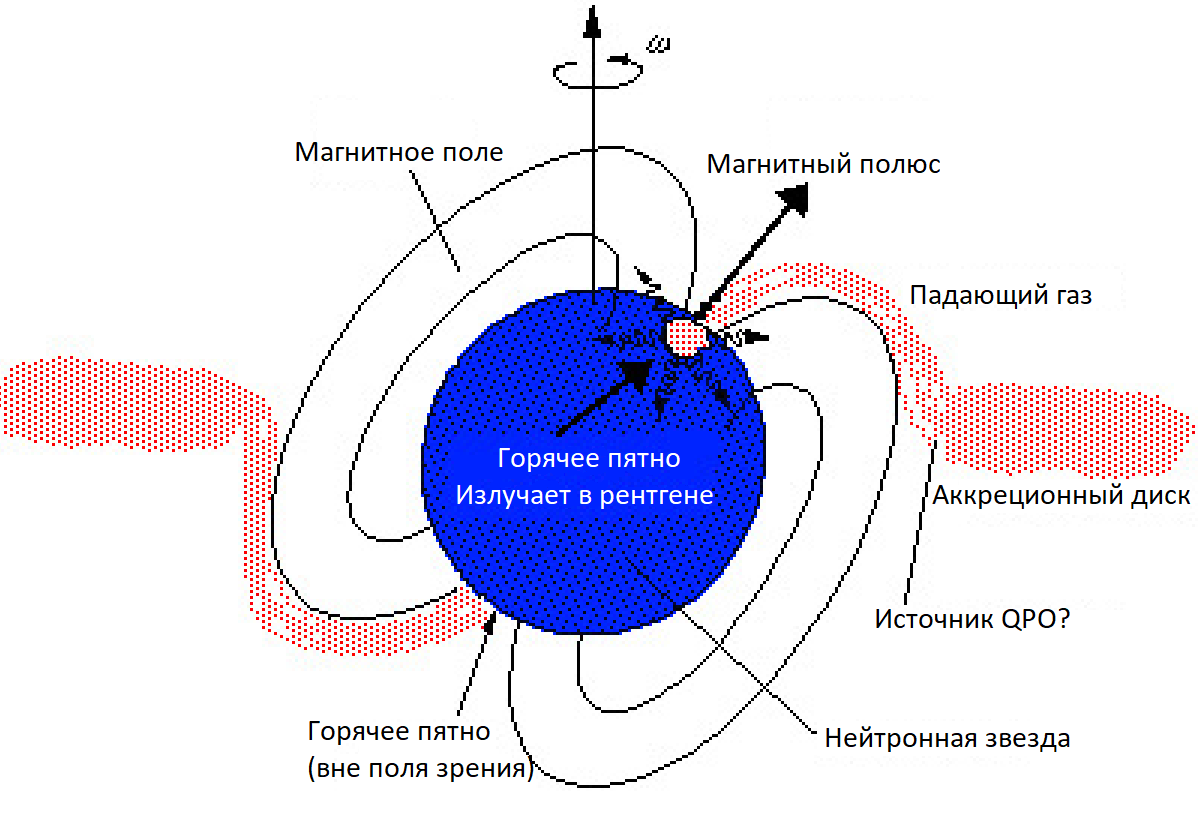 ω
Магнитное поле
Магнитный полюс
Падающий газ
Горячее пятно
Излучает в рентгене
Аккреционный диск
Источник QPO?
Горячее пятно
(вне поля зрения)
Нейтронная звезда